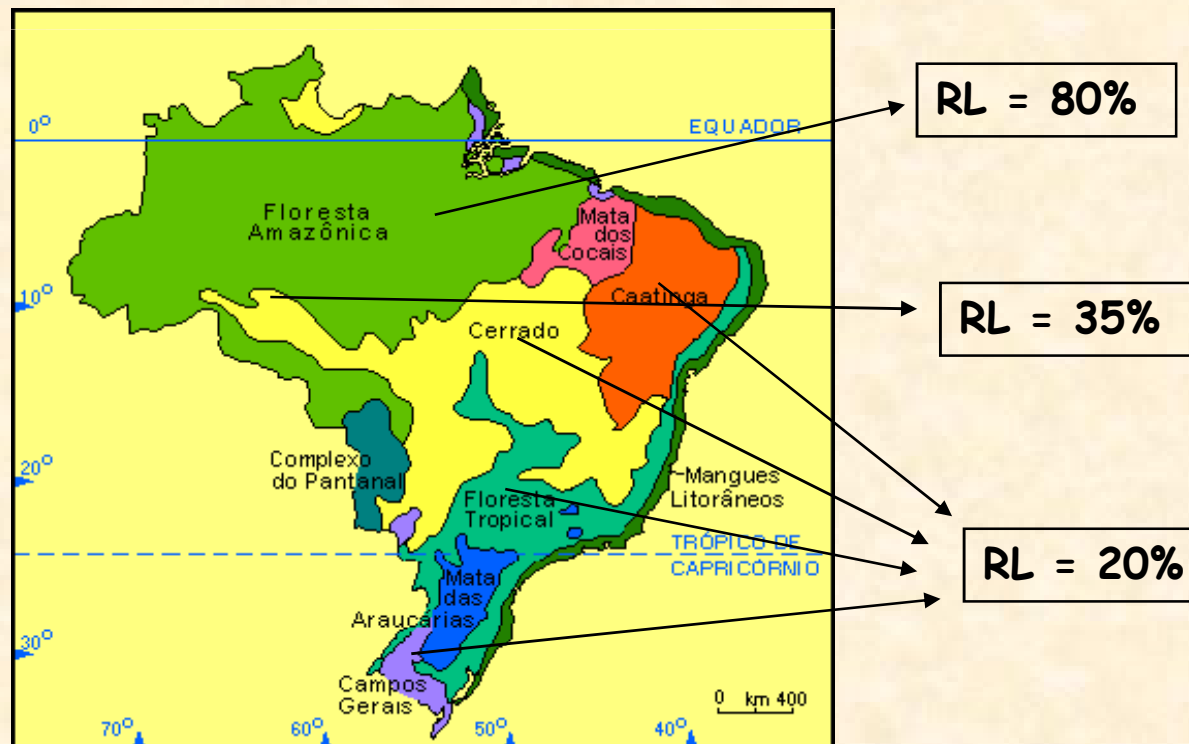 RL = 80%
0°
EQUADOR
Floresta
Amazônica
Mata
dos
Cocais
10°
Caatinga
RL = 35%
Cerrado
20°
Complexo
do Pantanal
Mangues
Litorâneos
Floresta
Tropical
TRÓPICO DE
CAPRICÓRNIO
RL = 20%
Mata
das
Araucárias
30°
Campos
Gerais
0 km 400
70° 60° 50° 40°